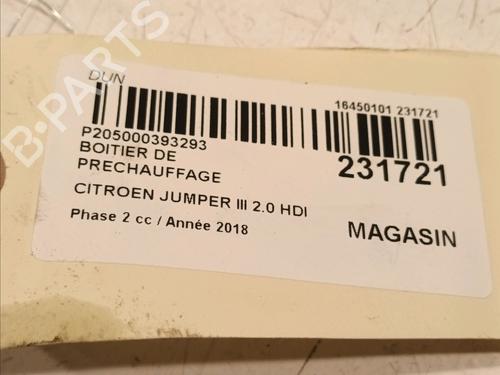 DUN
16450101 231721
P205000393293
BOITIER DE
PRECHAUFFAGE
231721
CITROEN JUMPER III 2.0 HDI
Phase 2 cc / Année 2018
MAGASIN
B-PARTS